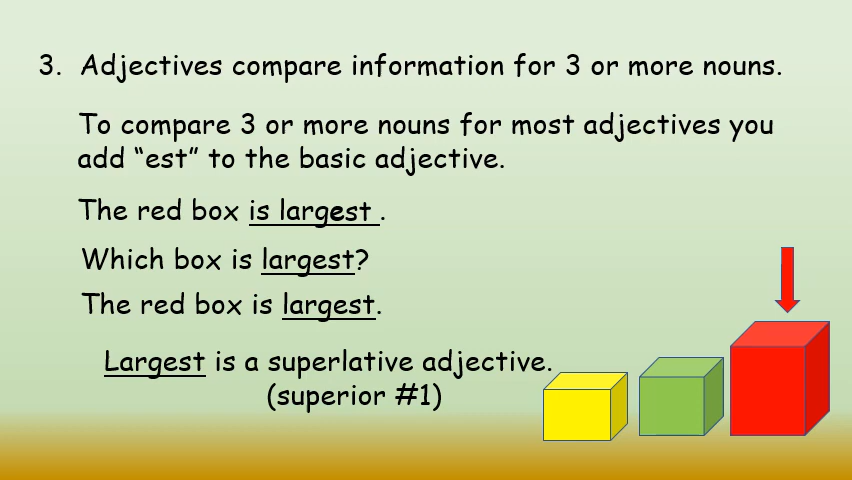 3. Adjectives compare information for 3 or more nouns.
To compare 3 or more nouns for most adjectives you
add “est” to the basic adjective.
The red box is largest .
Which box is largest?
The red box is largest.
Largest is a superlative adjective.
(superior #1)